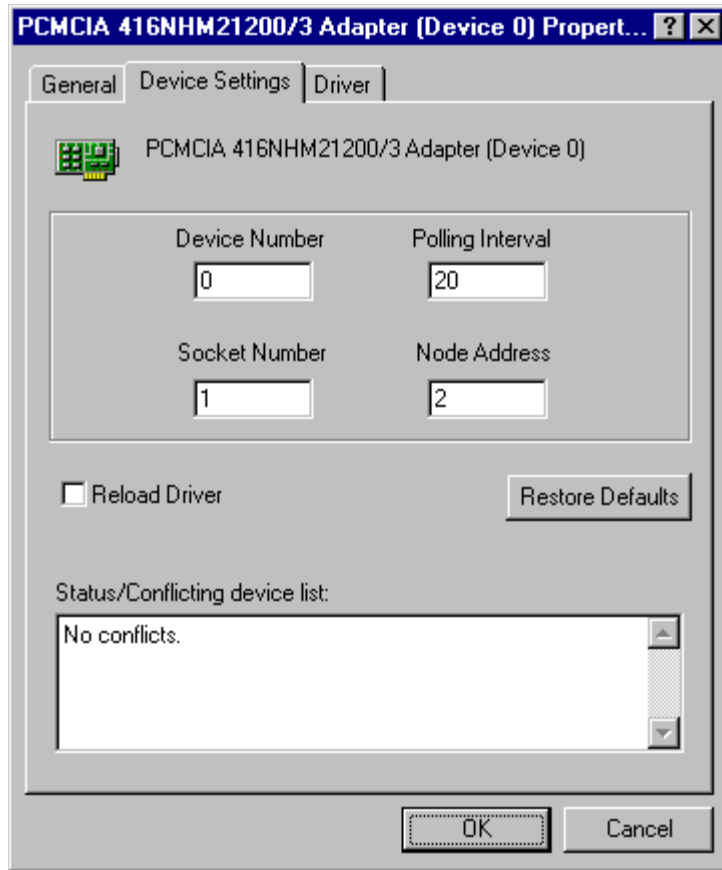 PCMCIA 416NHM21200/3 Adapter (Device 0) Propert...
General Device Settings Driver
PCMCIA 416NHM21200/3 Adapter (Device 0)
Device Number Polling Interval
0 20
Socket Number Node Address
1 2
Reload Driver Restore Defaults
Status/Conflicting device list:
No conflicts.
OK Cancel